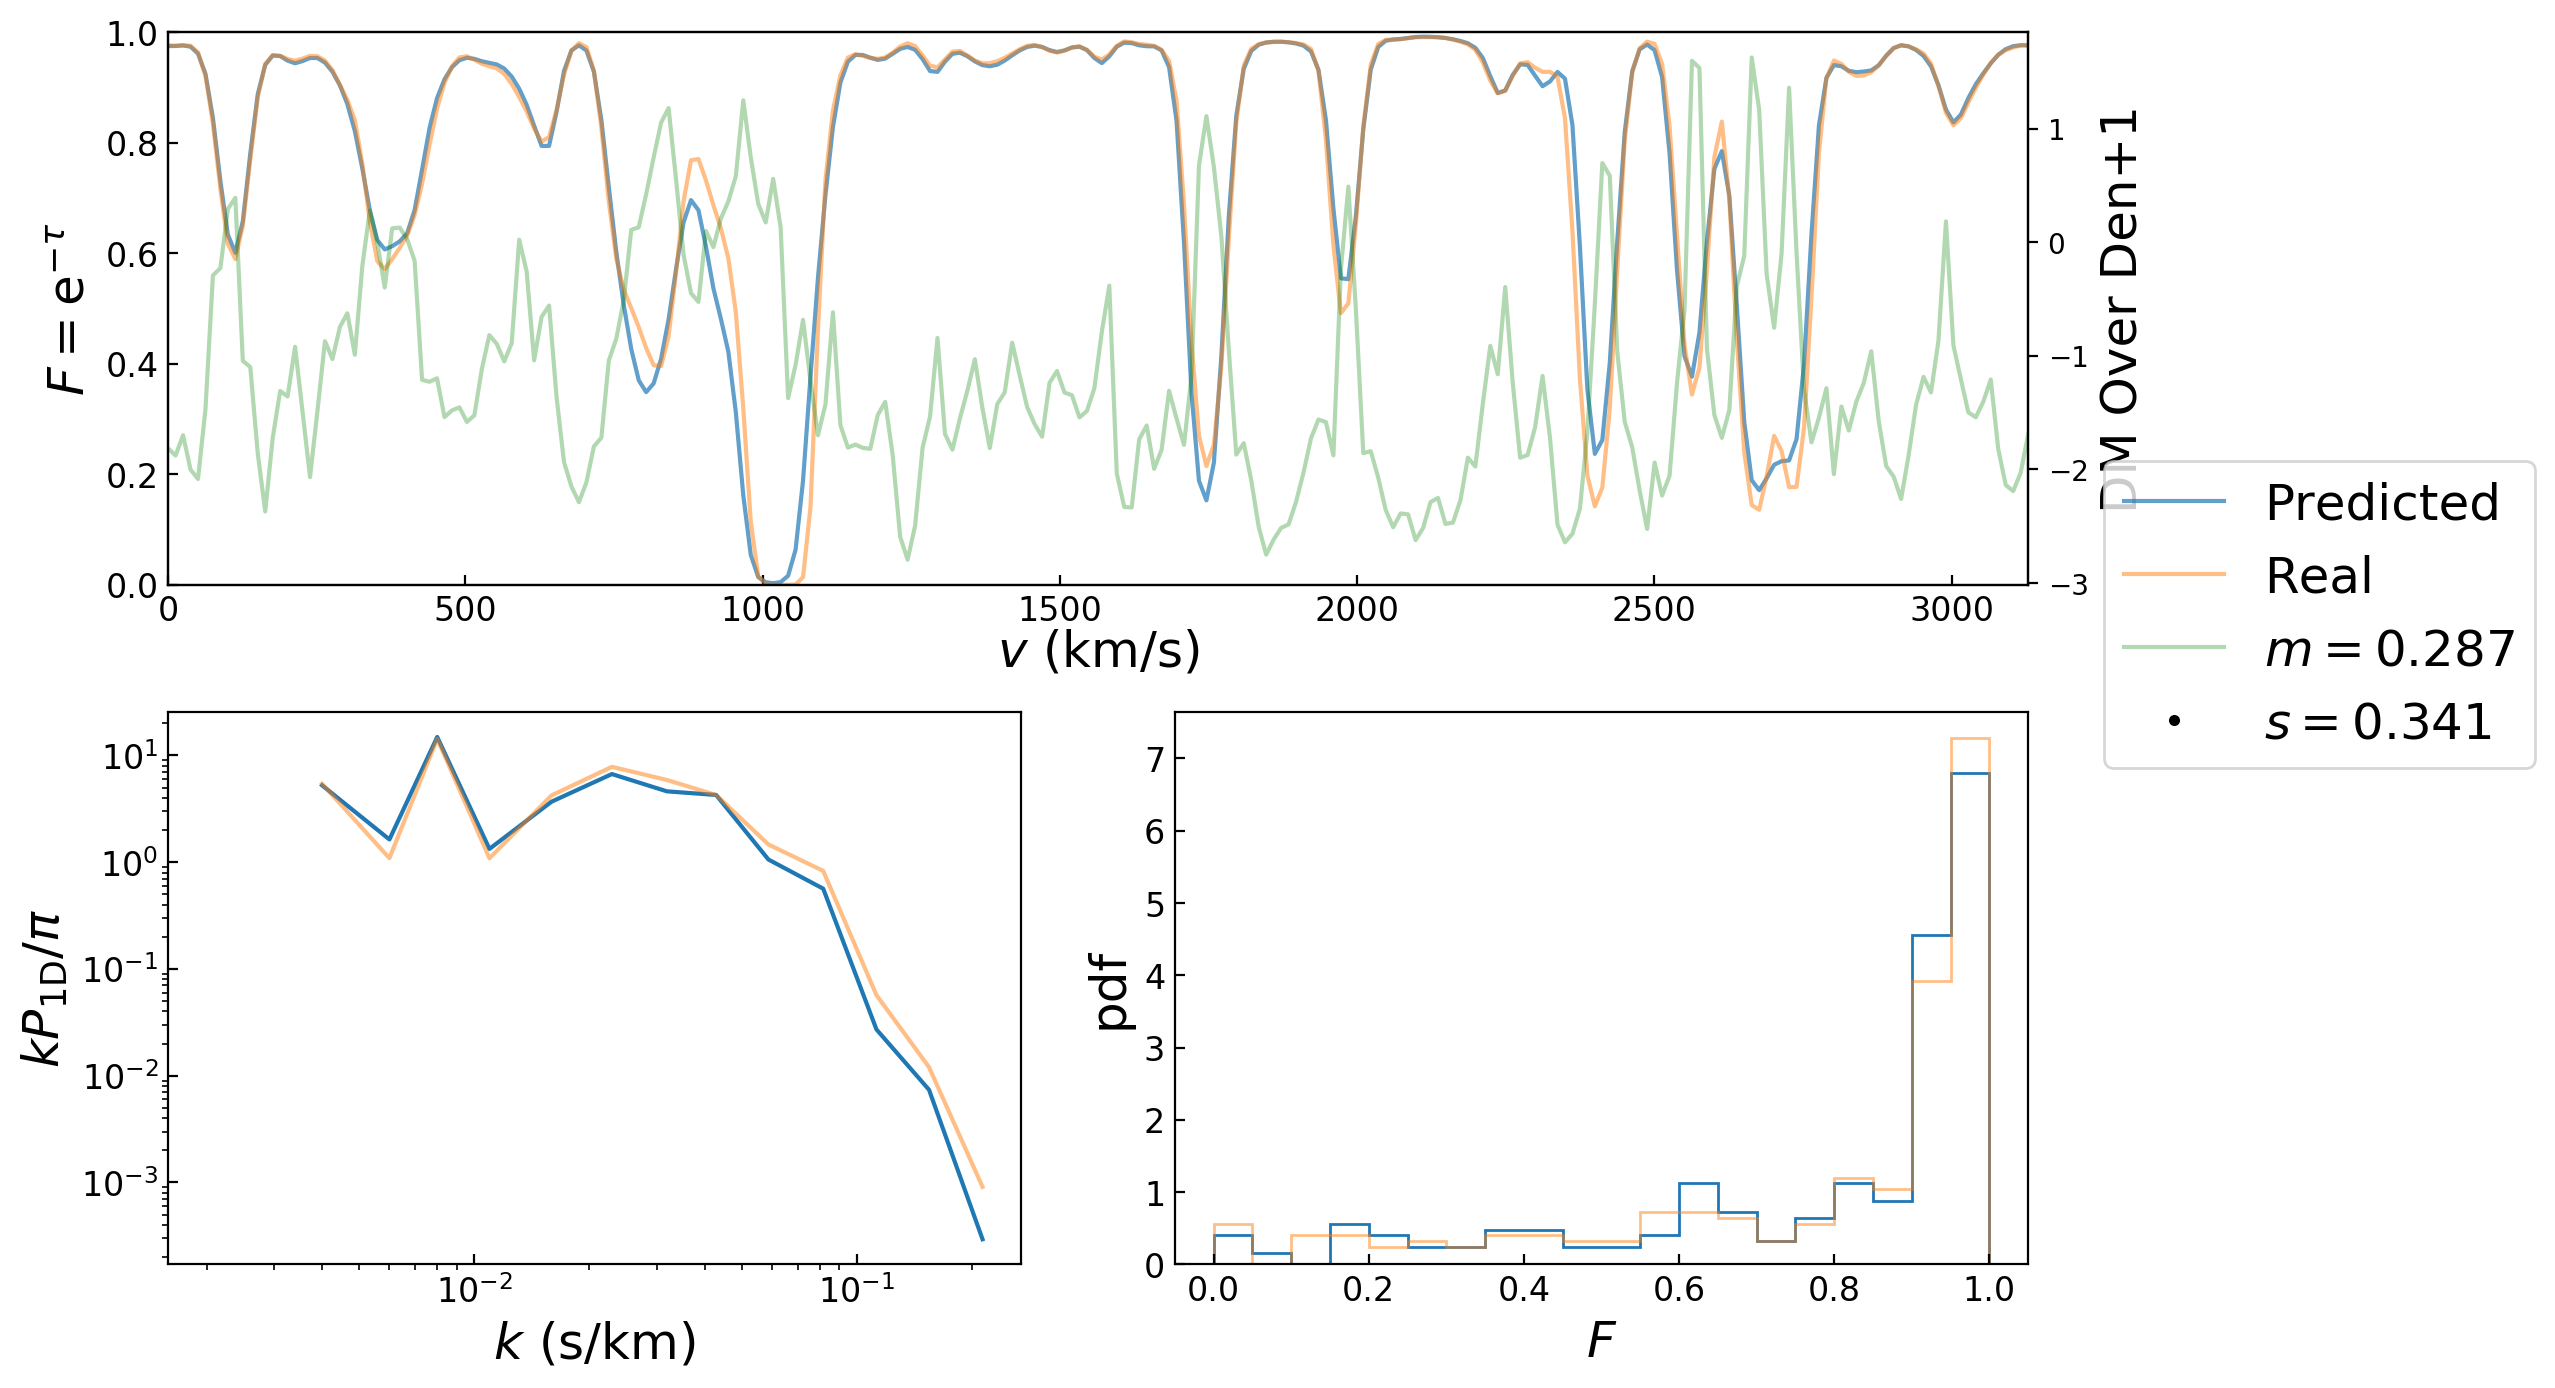 1.0
0.8
0.6
0.4
0.2
0.0
F = e^{−τ}
0 500 1000 1500 2000 2500 3000
v (km/s)
1
0
−1
−2
−3
DM Over Den+1
Predicted
Real
m = 0.287
s = 0.341
10^1
10^0
10^{−1}
10^{−2}
10^{−3}
kP_{1D}/π
10^{−2} 10^{−1}
k (s/km)
7
6
5
4
3
2
1
0
pdf
0.0 0.2 0.4 0.6 0.8 1.0
F